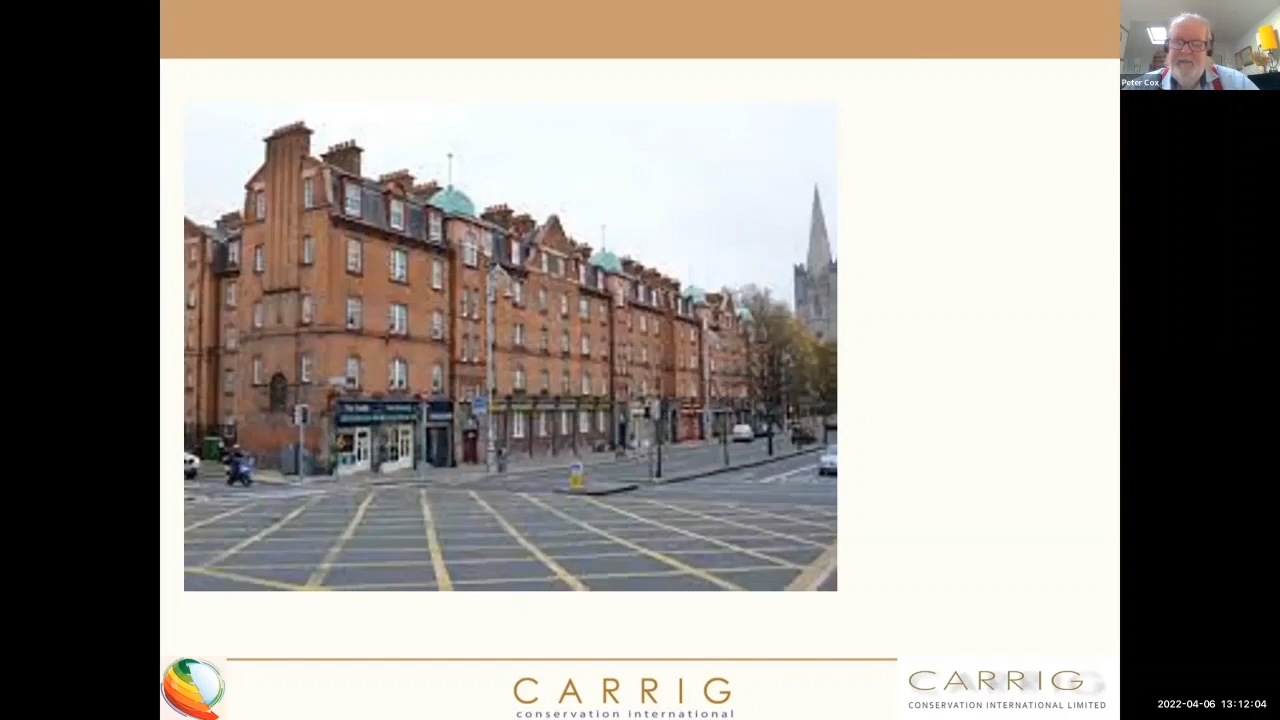 Peter Cox
CARRIG
conservation international
CARRIG
CONSERVATION INTERNATIONAL LIMITED
2022-04-06 13:12:04